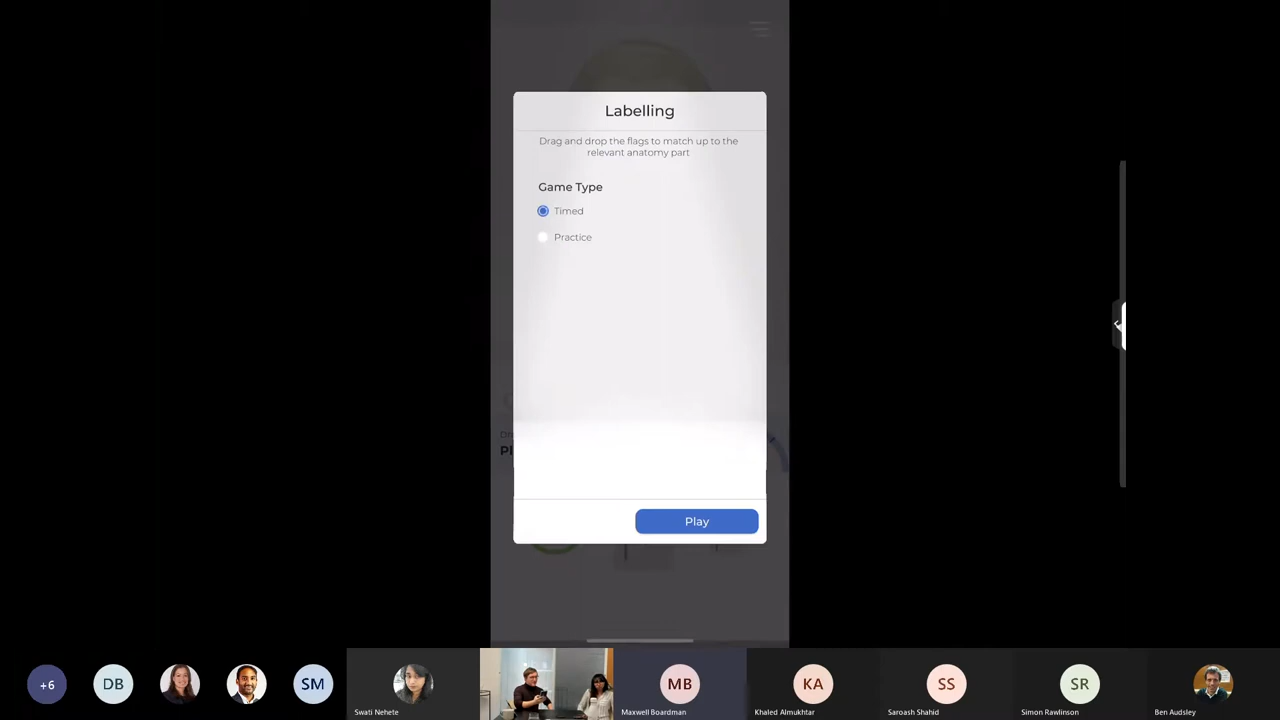 Labelling
Drag and drop the flags to match up to the
relevant anatomy part
Game Type
Timed
Practice
Play
+6
DB
SM
MB
KA
SS
SR
Swati Nehete
Maxwell Boardman
Khaled Almukhtar
Saroash Shahid
Simon Rawlinson
Ben Audsley